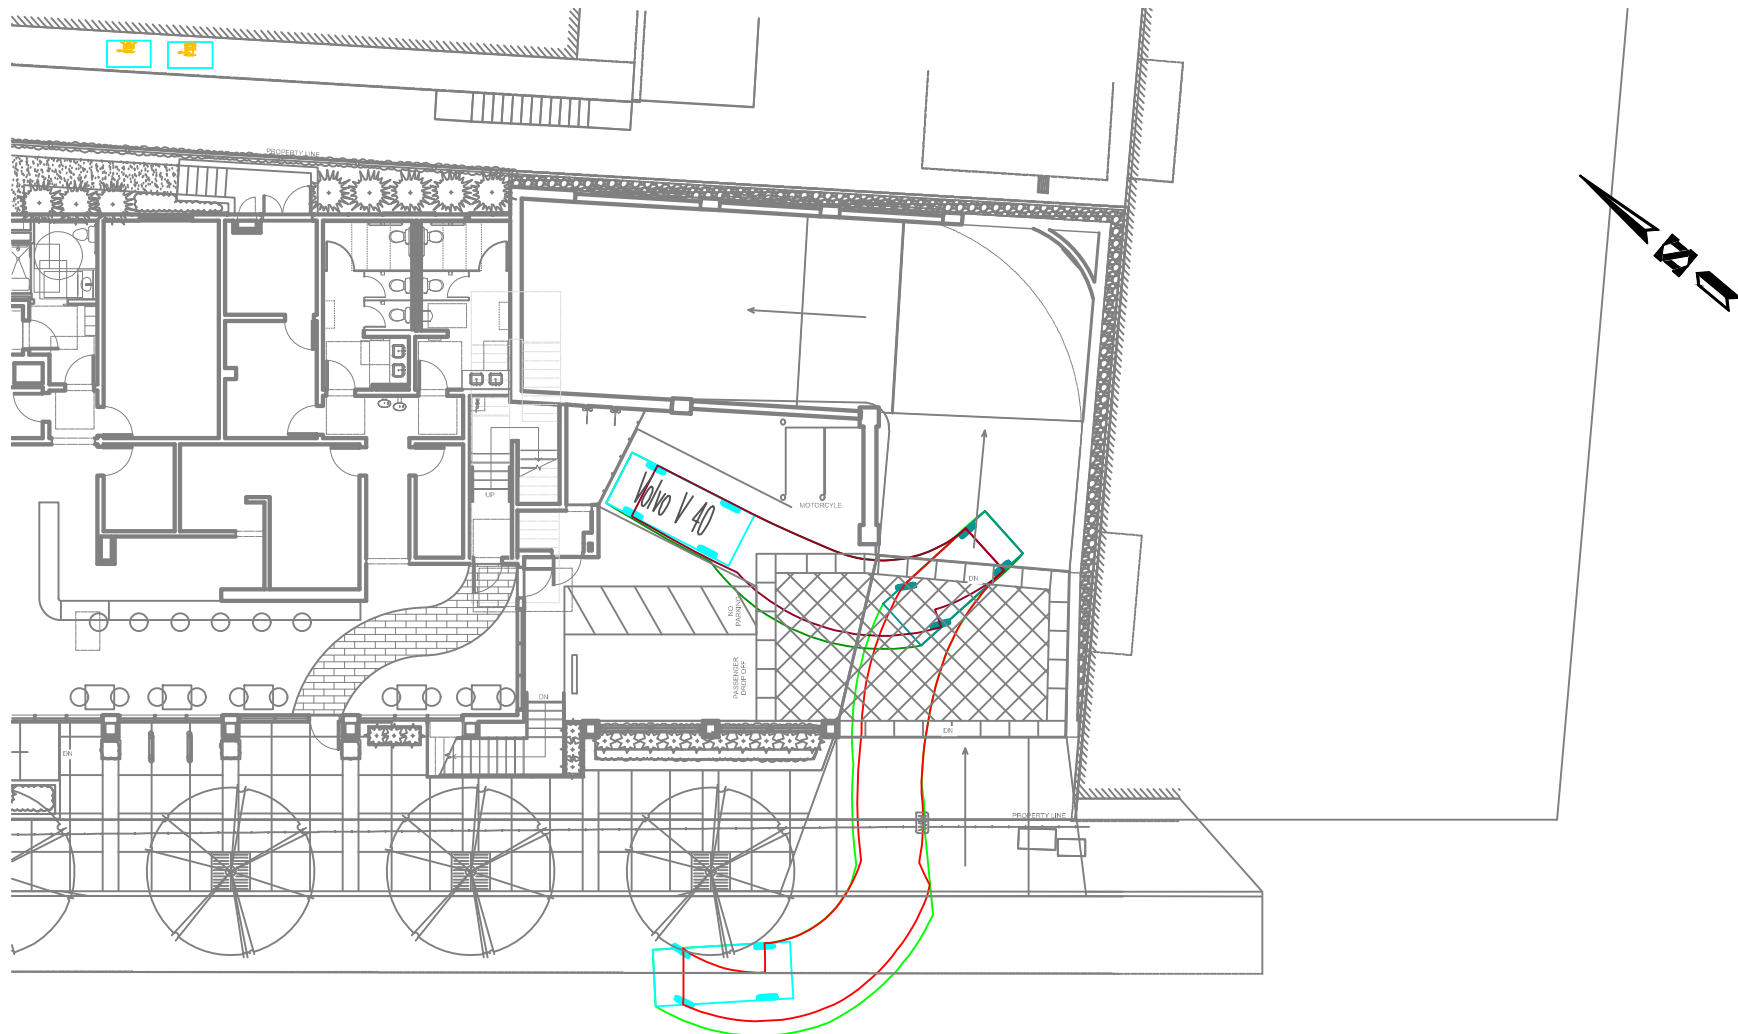 PROPERTY LINE
UP
Volvo V 40
MOTORCYLE
DN
NO
PARKING
PASSENGER
DROP OFF
DN
DN
DN
PROPERTY LINE